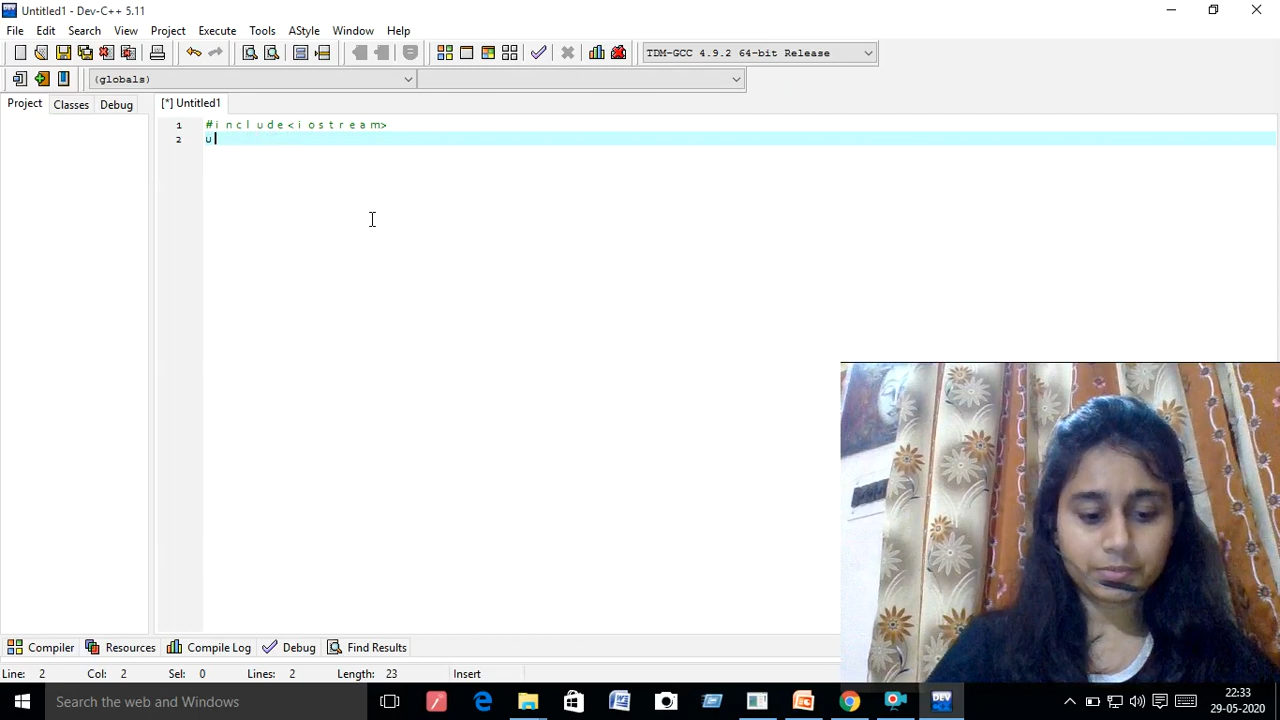 Untitled1 - Dev-C++ 5.11
File Edit Search View Project Execute Tools AStyle Window Help
TDM-GCC 4.9.2 64-bit Release
(globals)
Project Classes Debug [*] Untitled1
1 #include<iostream>
2 u
Compiler Resources Compile Log Debug Find Results
Line: 2 Col: 2 Sel: 0 Lines: 2 Length: 23 Insert
Search the web and Windows
DEV
22:33
29-05-2020